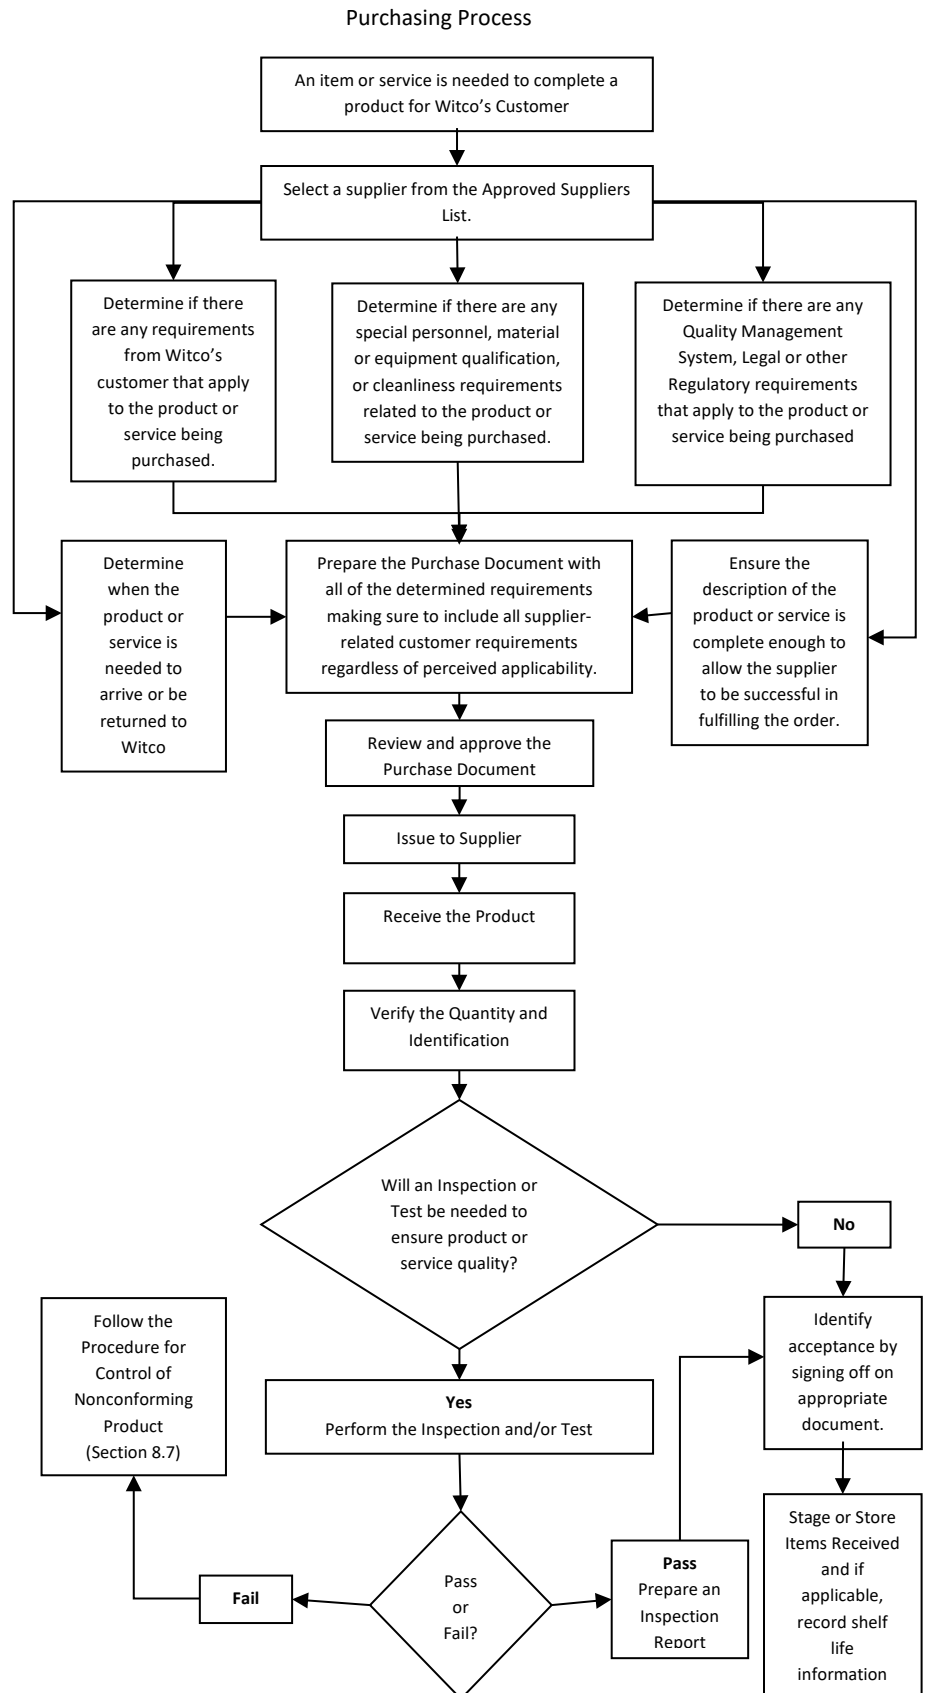 Purchasing Process
An item or service is needed to complete a
product for Witco's Customer
Select a supplier from the Approved Suppliers
List.
Determine if there
are any requirements
from Witco's
customer that apply
to the product or
service being
purchased.
Determine if there are any
special personnel, material
or equipment qualification,
or cleanliness requirements
related to the product or
service being purchased.
Determine if there are any
Quality Management
System, Legal or other
Regulatory requirements
that apply to the product or
service being purchased
Determine
when the
product or
service is
needed to
arrive or be
returned to
Witco
Prepare the Purchase Document with
all of the determined requirements
making sure to include all supplier-
related customer requirements
regardless of perceived applicability.
Ensure the
description of the
product or service is
complete enough to
allow the supplier
to be successful in
fulfilling the order.
Review and approve the
Purchase Document
Issue to Supplier
Receive the Product
Verify the Quantity and
Identification
Will an Inspection or
Test be needed to
ensure product or
service quality?
No
Follow the
Procedure for
Control of
Nonconforming
Product
(Section 8.7)
Identify
acceptance by
signing off on
appropriate
document.
Yes
Perform the Inspection and/or Test
Stage or Store
Items Received
and if
applicable,
record shelf
life
information
Pass
or
Fail?
Fail
Pass
Prepare an
Inspection
Report